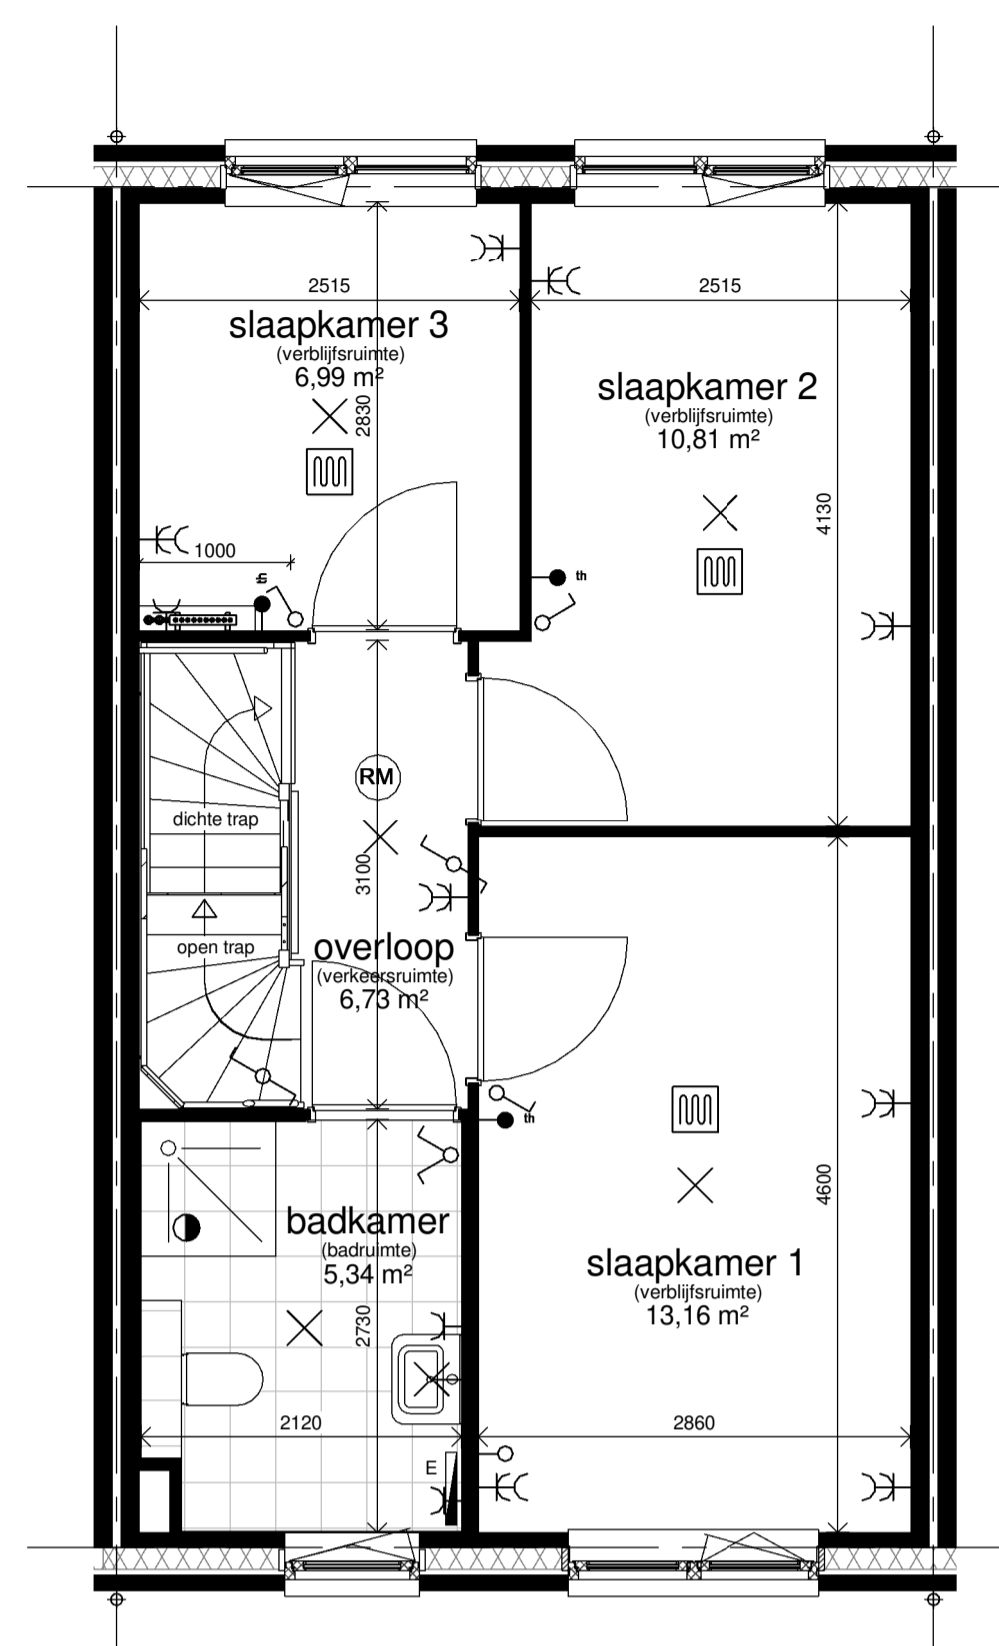 2515
2515
slaapkamer 3
(verblijfsruimte)
6,99 m²
2830
slaapkamer 2
(verblijfsruimte)
10,81 m²
4130
1000
th
th
RM
dichte trap
3100
open trap
overloop
(verkeersruimte)
6,73 m²
th
badkamer
(badruimte)
5,34 m²
2730
4600
slaapkamer 1
(verblijfsruimte)
13,16 m²
2120
2860
E